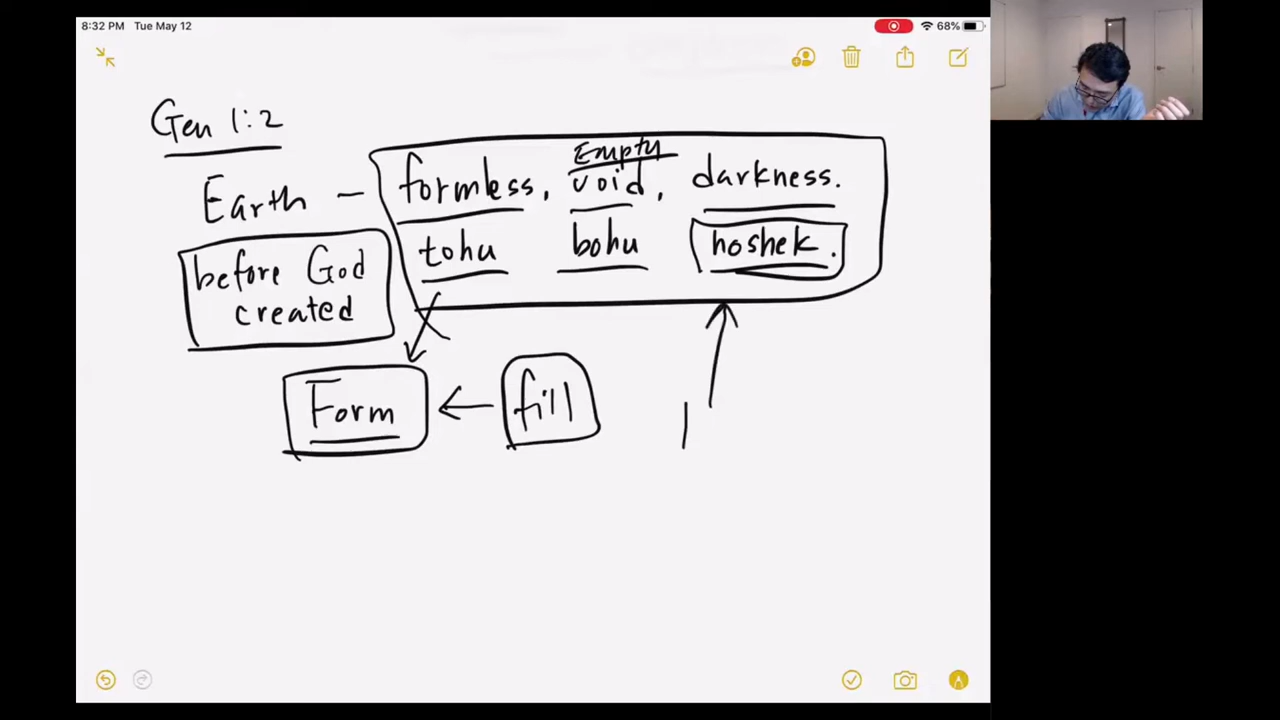 8:32 PM Tue May 12
68%
Gen 1:2
Empty
Earth - formless, void, darkness.
tohu bohu hoshek.
before God
created
Form ← fill